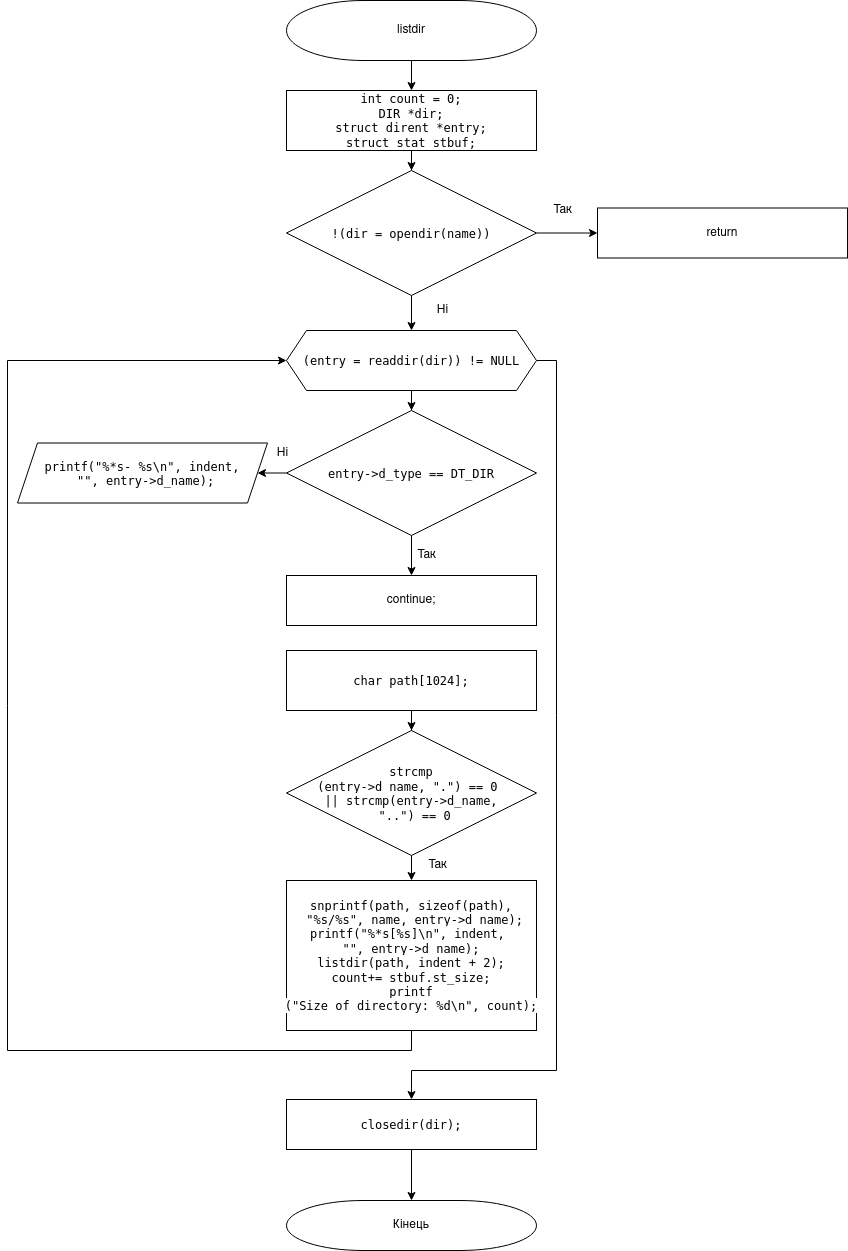 listdir
int count = 0;
DIR *dir;
struct dirent *entry;
struct stat stbuf;
!(dir = opendir(name))
Так
return
Ні
(entry = readdir(dir)) != NULL
entry->d_type == DT_DIR
Ні
printf("%*s- %s\n", indent,
"", entry->d_name);
Так
continue;
char path[1024];
strcmp
(entry->d_name, ".") == 0
|| strcmp(entry->d_name,
"..") == 0
Так
snprintf(path, sizeof(path),
"%s/%s", name, entry->d_name);
printf("%*s[%s]\n", indent,
"", entry->d_name);
listdir(path, indent + 2);
count+= stbuf.st_size;
printf
("Size of directory: %d\n", count);
closedir(dir);
Кінець